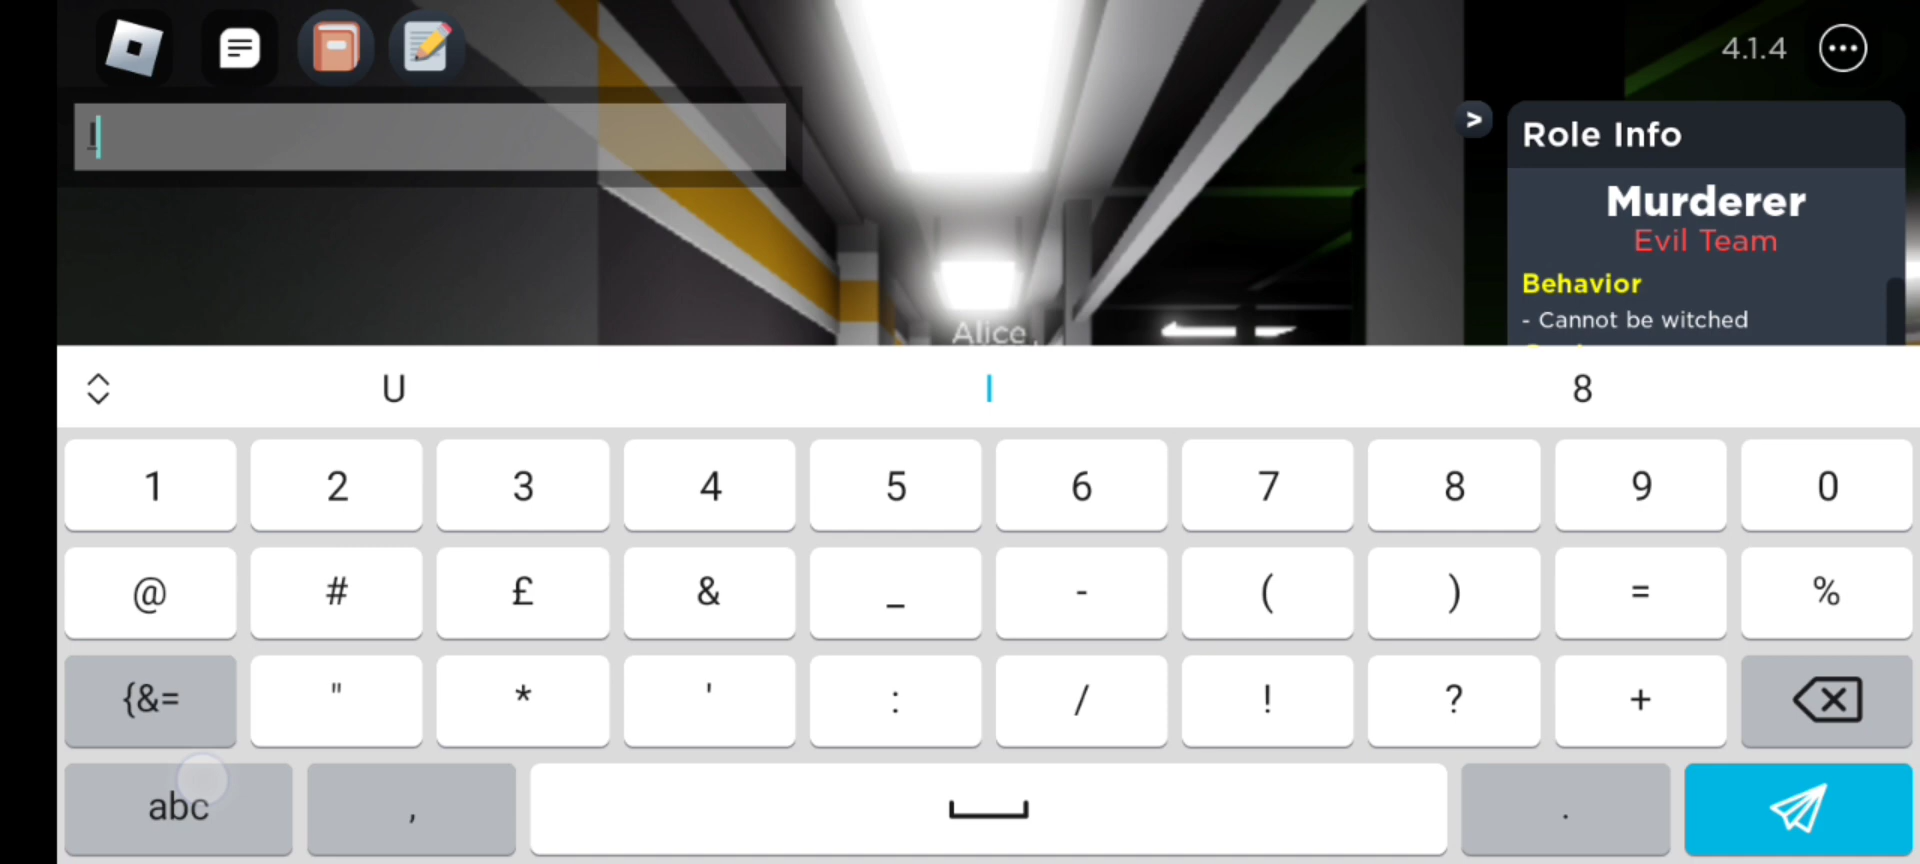 4.1.4
I
>
Role Info
Murderer
Evil Team
Behavior
- Cannot be witched
Alice
U I 8
1 2 3 4 5 6 7 8 9 0
@ # £ & _ - ( ) = %
{&= " * ' : / ! ? +
abc , .